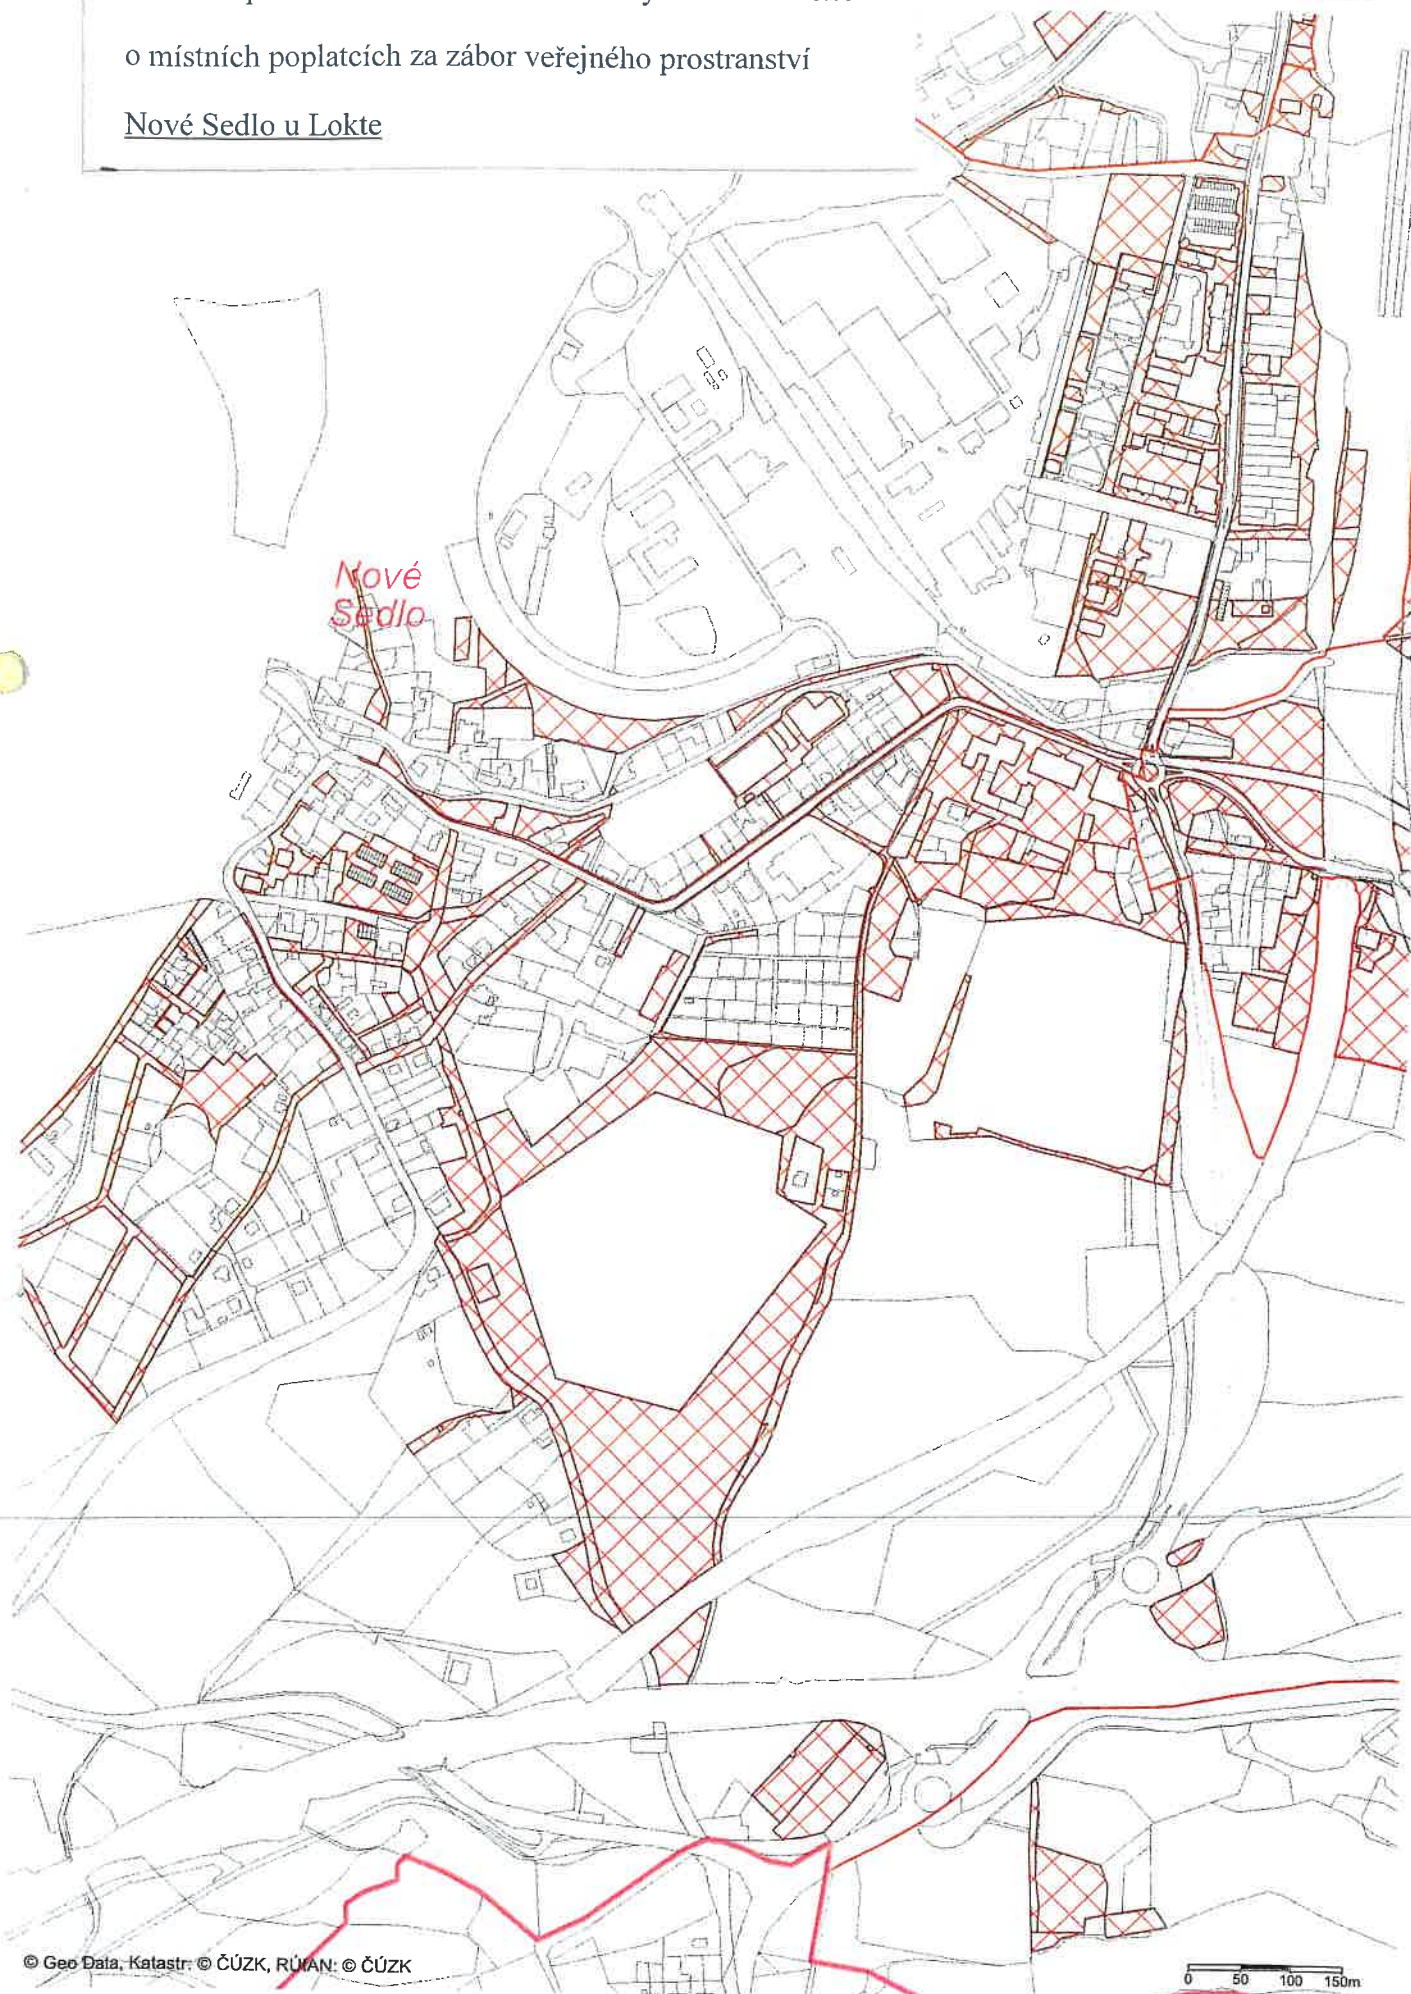 o místních poplatcích za zábor veřejného prostranství
Nové Sedlo u Lokte
Nové
Sedlo
© Geo Data, Katastr: © ČÚZK, RÚIAN: © ČÚZK
0 50 100 150m